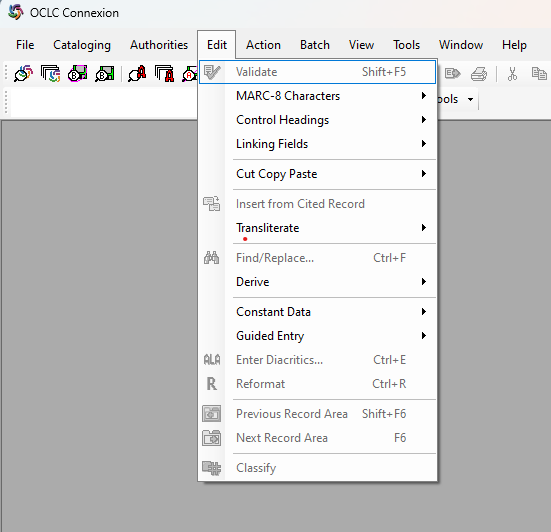 OCLC Connexion
File Cataloging Authorities Edit Action Batch View Tools Window Help
Validate Shift+F5
ools
MARC-8 Characters
Control Headings
Linking Fields
Cut Copy Paste
Insert from Cited Record
Transliterate
Find/Replace... Ctrl+F
Derive
Constant Data
Guided Entry
ALA Enter Diacritics... Ctrl+E
R Reformat Ctrl+R
Previous Record Area Shift+F6
Next Record Area F6
Classify